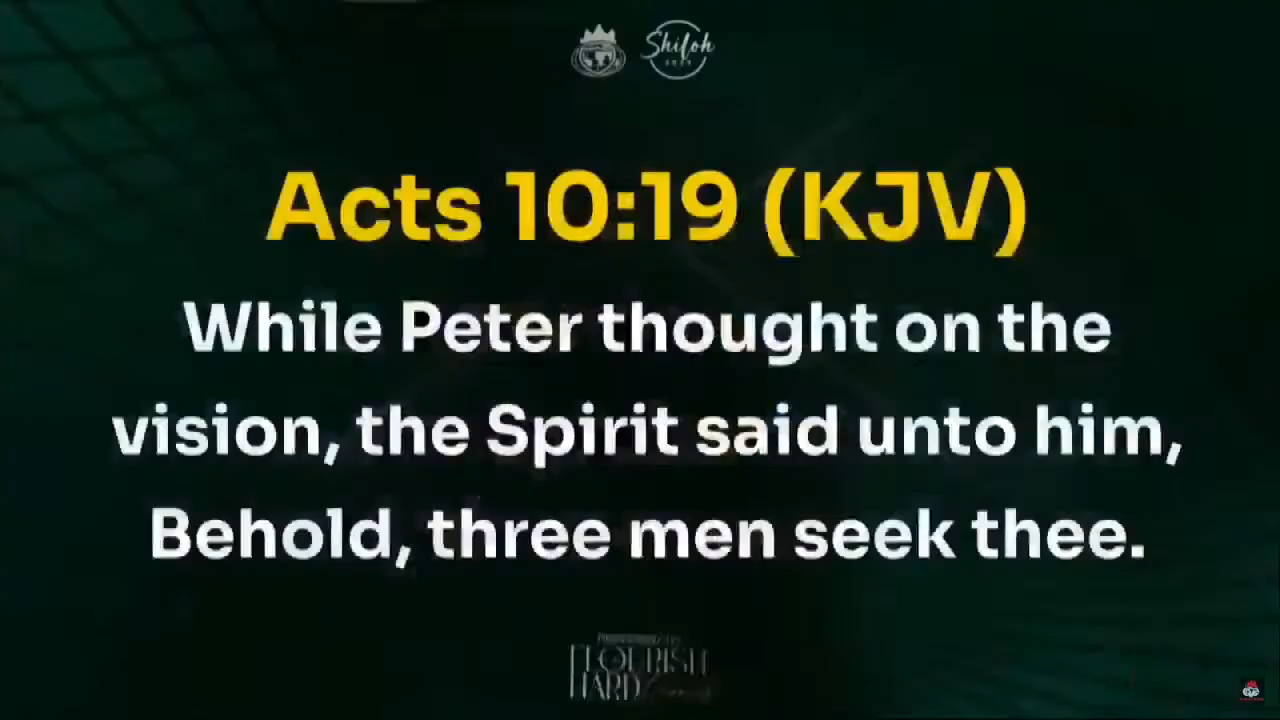 Shiloh
Acts 10:19 (KJV)
While Peter thought on the
vision, the Spirit said unto him,
Behold, three men seek thee.
FLOURISH